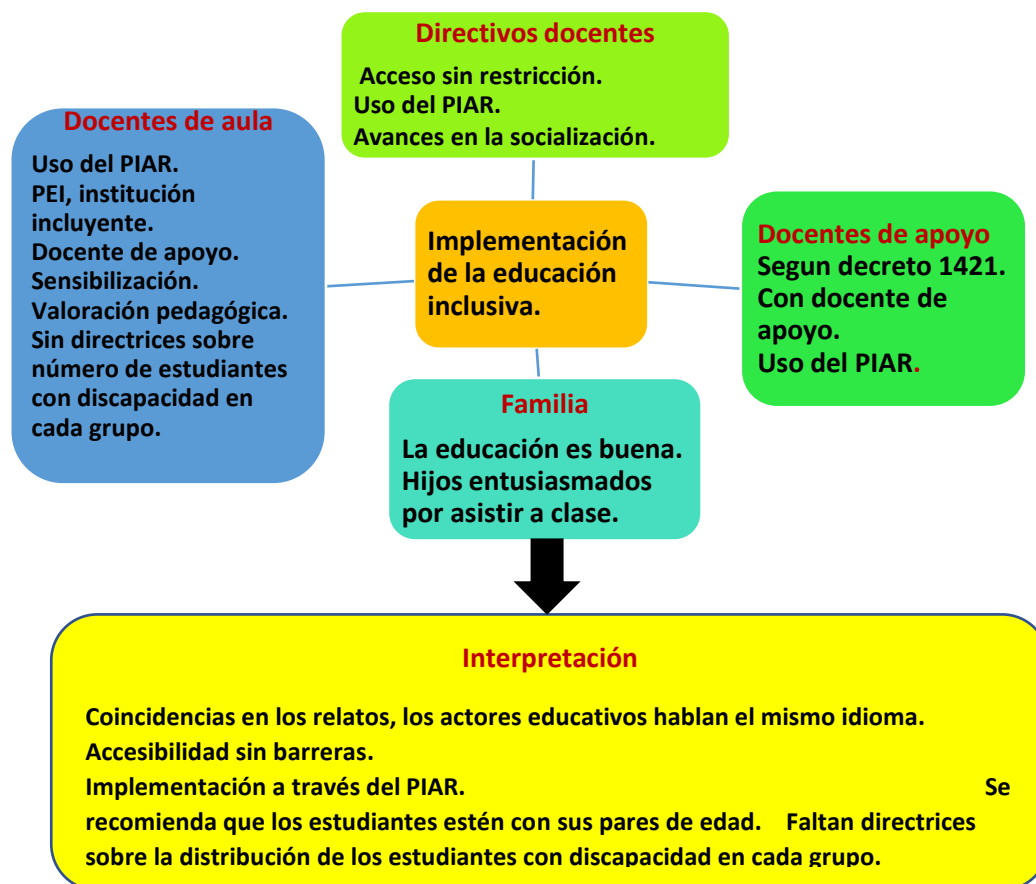 Directivos docentes
Acceso sin restricción.
Uso del PIAR.
Avances en la socialización.
Docentes de aula
Uso del PIAR.
PEI, institución
incluyente.
Docente de apoyo.
Sensibilización.
Valoración pedagógica.
Sin directrices sobre
número de estudiantes
con discapacidad en
cada grupo.
Implementación
de la educación
inclusiva.
Docentes de apoyo
Segun decreto 1421.
Con docente de
apoyo.
Uso del PIAR.
Familia
La educación es buena.
Hijos entusiasmados
por asistir a clase.
Interpretación
Coincidencias en los relatos, los actores educativos hablan el mismo idioma.
Accesibilidad sin barreras.
Implementación a través del PIAR. Se
recomienda que los estudiantes estén con sus pares de edad. Faltan directrices
sobre la distribución de los estudiantes con discapacidad en cada grupo.